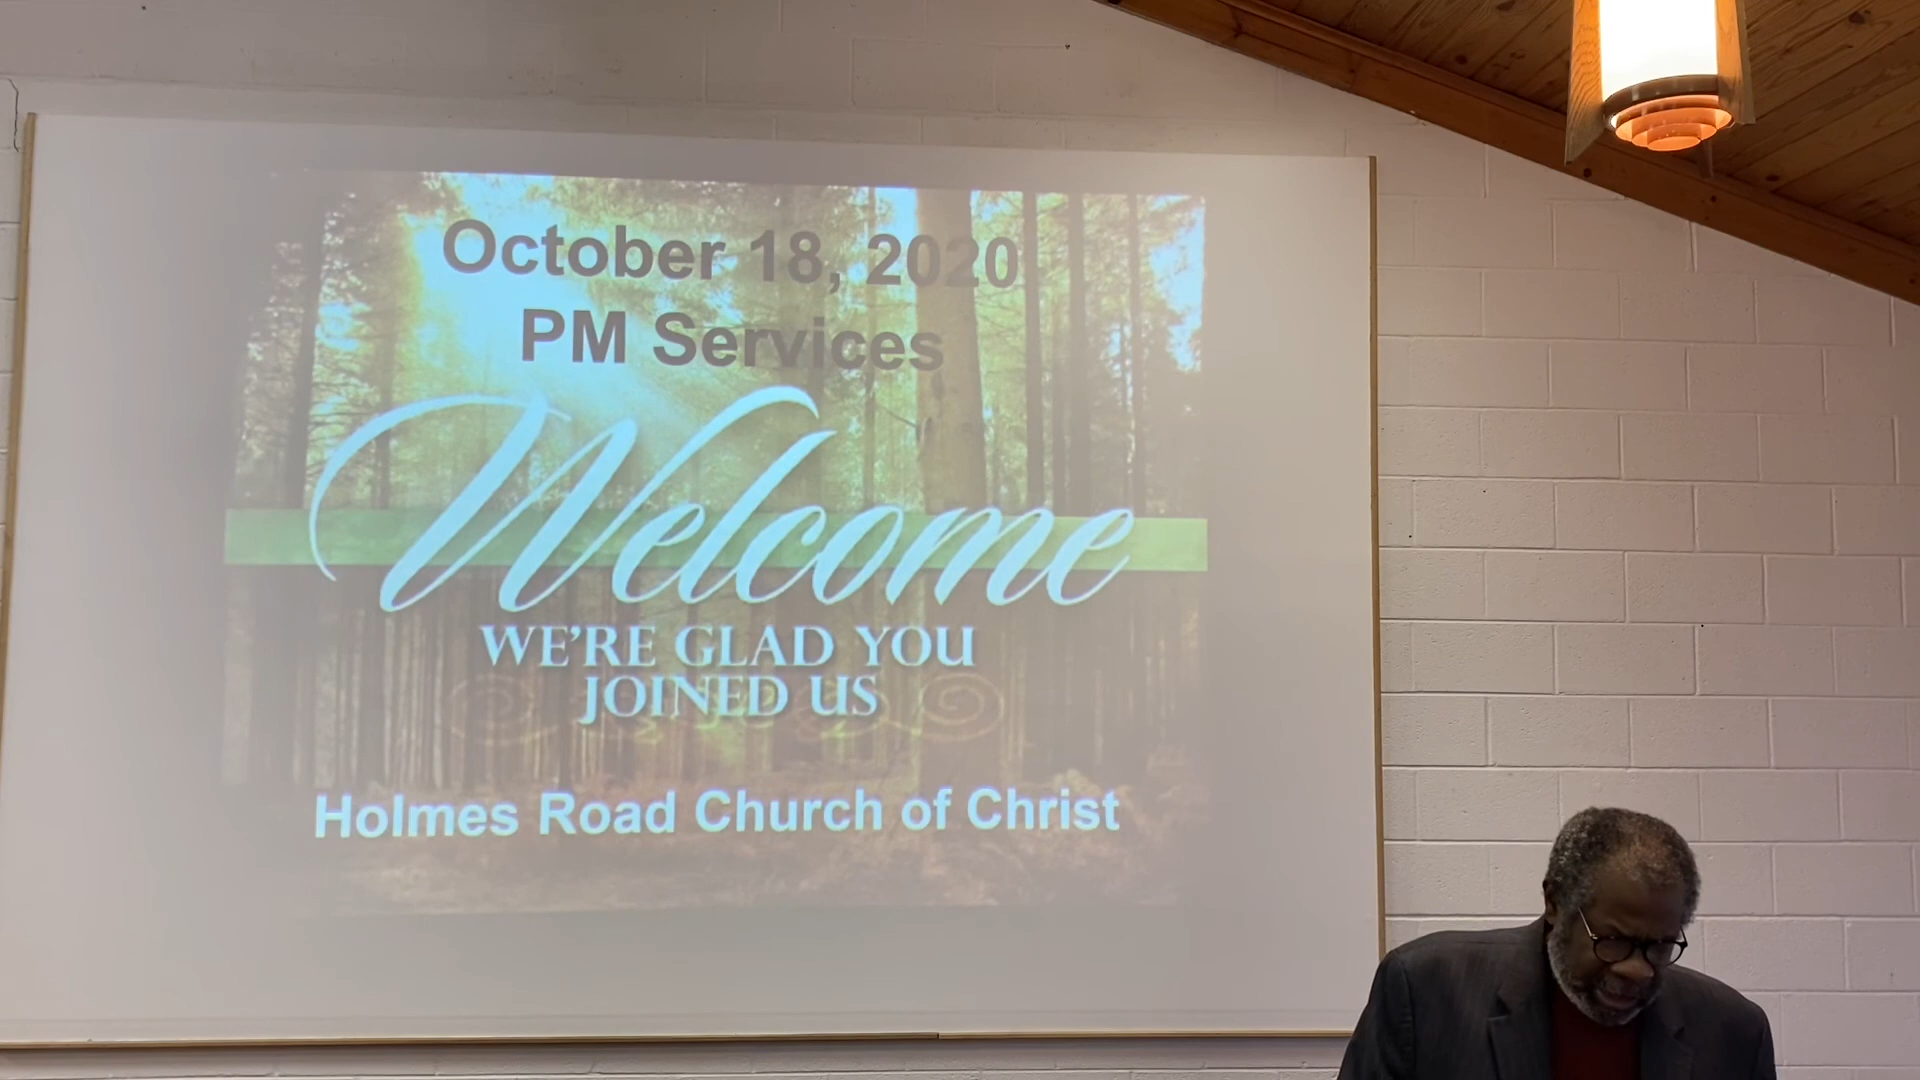 October 18, 2020
PM Services
Welcome
WE'RE GLAD YOU
JOINED US
Holmes Road Church of Christ